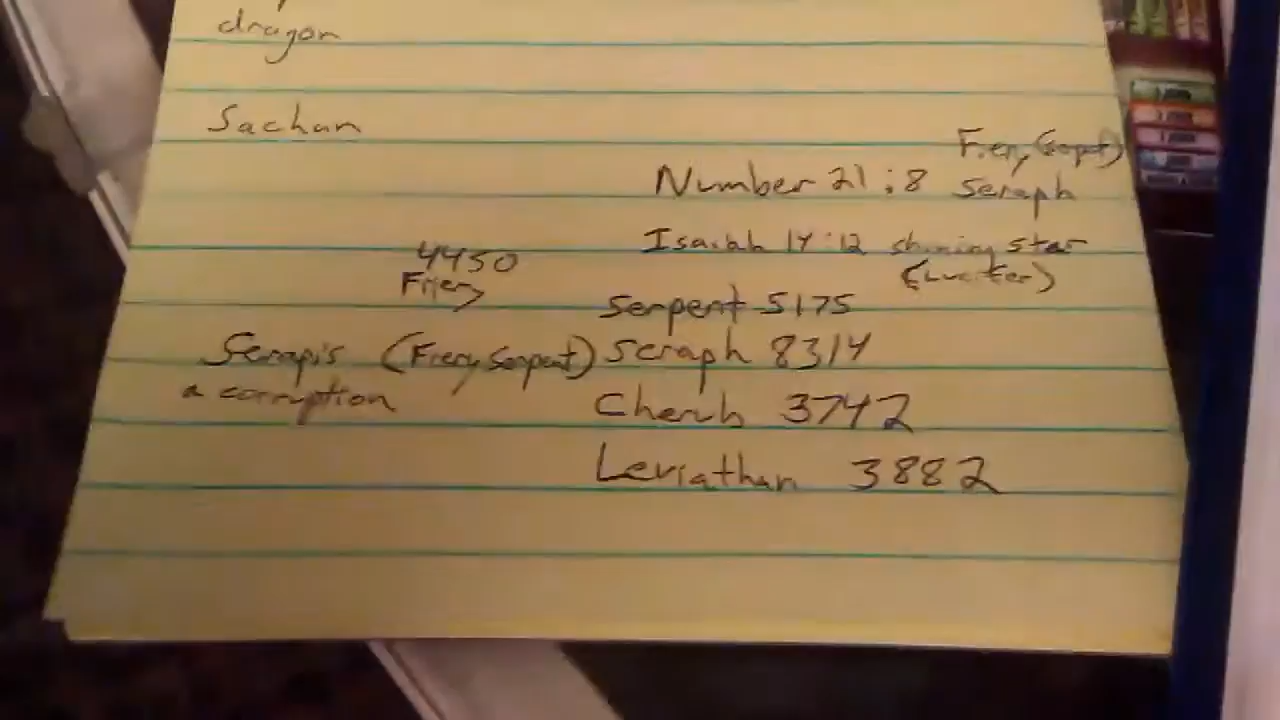 dragon
Sachan
Fiery (serpent)
Number 21:8 seraph
Isaiah 14:12 shining star
(Lucifer)
4450
Fiery
Serpent 5175
Serapis (Fiery Serpent) Seraph 8314
a corruption
Cherub 3742
Leviathan 3882